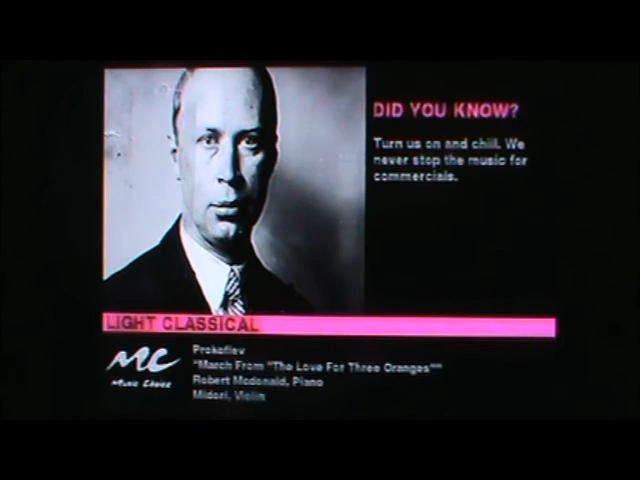 DID YOU KNOW?
Turn us on and chill. We
never stop the music for
commercials.
LIGHT CLASSICAL
MC
Music Choice
Prokofiev
"March From "The Love For Three Oranges""
Robert Mcdonald, Piano
Midori, Violin